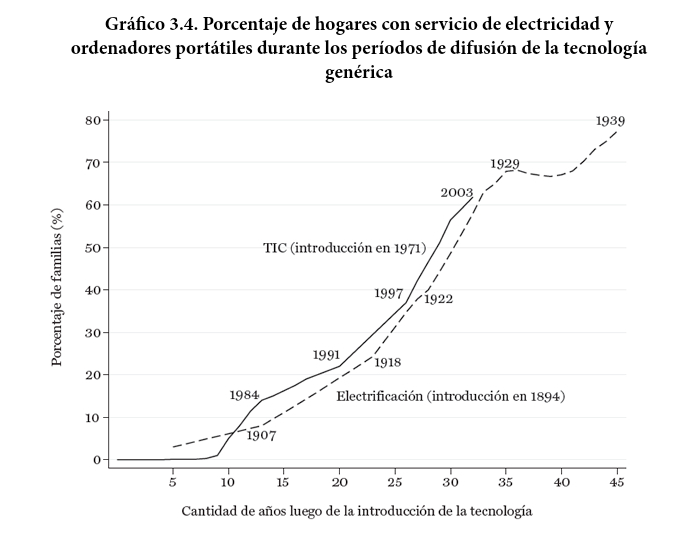 Gráfico 3.4. Porcentaje de hogares con servicio de electricidad y
ordenadores portátiles durante los períodos de difusión de la tecnología
genérica
Porcentaje de familias (%)
80
70
60
50
40
30
20
10
0
1939
1929
2003
TIC (introducción en 1971)
1997
1922
1991
1918
1984
Electrificación (introducción en 1894)
1907
5 10 15 20 25 30 35 40 45
Cantidad de años luego de la introducción de la tecnología